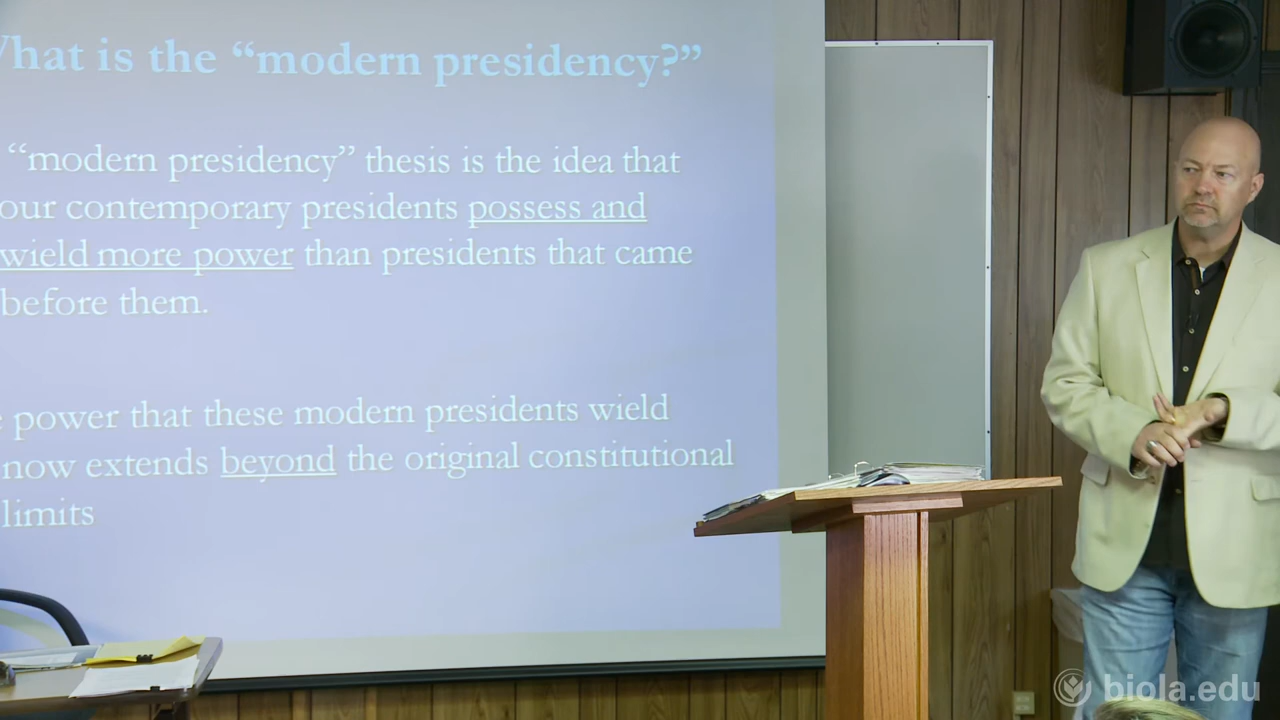 What is the “modern presidency?”
“modern presidency” thesis is the idea that
our contemporary presidents possess and
wield more power than presidents that came
before them.
power that these modern presidents wield
now extends beyond the original constitutional
limits
biola.edu